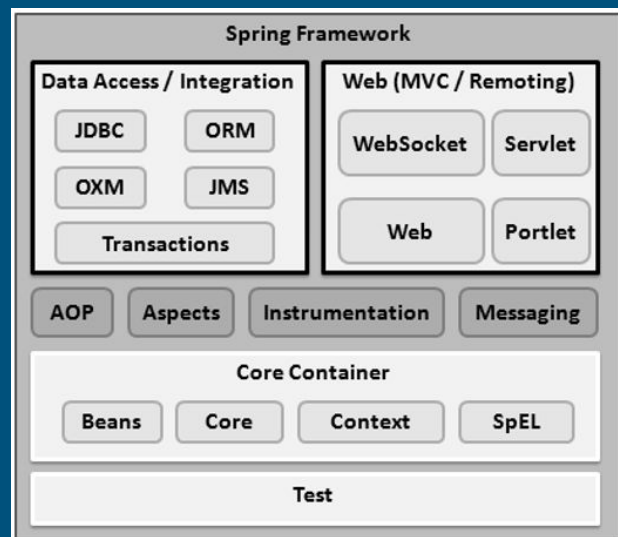 Spring Framework
Data Access / Integration
JDBC
ORM
OXM
JMS
Transactions
Web (MVC / Remoting)
WebSocket
Servlet
Web
Portlet
AOP
Aspects
Instrumentation
Messaging
Core Container
Beans
Core
Context
SpEL
Test